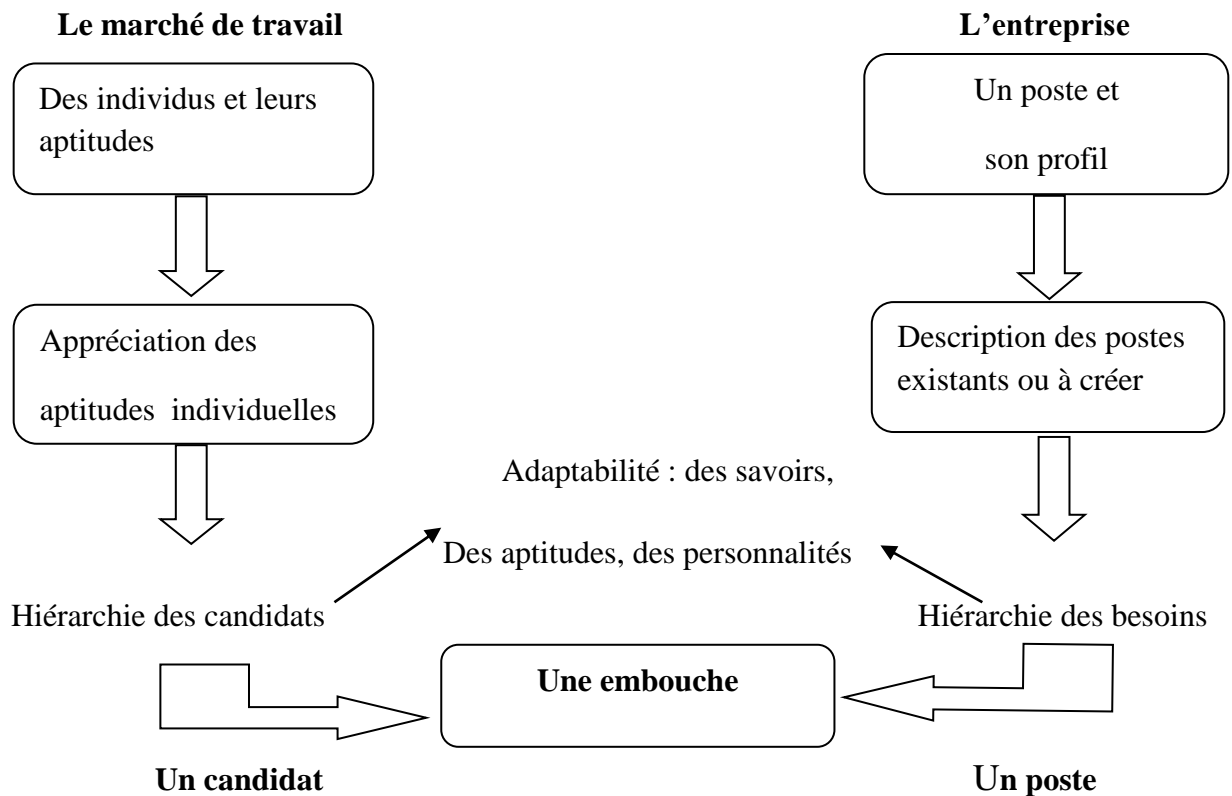 Le marché de travail
L'entreprise
Des individus et leurs
aptitudes
Un poste et
son profil
Appréciation des
aptitudes individuelles
Description des postes
existants ou à créer
Adaptabilité : des savoirs,
Des aptitudes, des personnalités
Hiérarchie des candidats
Hiérarchie des besoins
Une embouche
Un candidat
Un poste